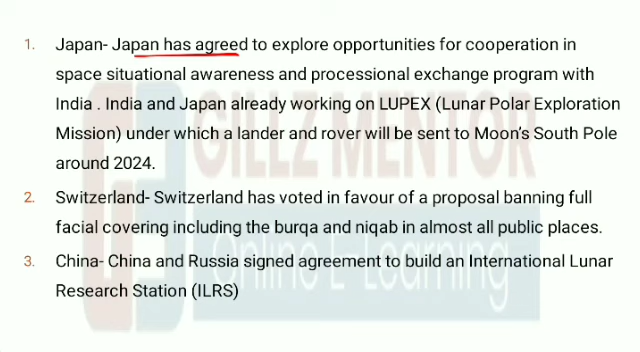 1. Japan- Japan has agreed to explore opportunities for cooperation in
space situational awareness and processional exchange program with
India . India and Japan already working on LUPEX (Lunar Polar Exploration
Mission) under which a lander and rover will be sent to Moon's South Pole
around 2024.
2. Switzerland- Switzerland has voted in favour of a proposal banning full
facial covering including the burqa and niqab in almost all public places.
3. China- China and Russia signed agreement to build an International Lunar
Research Station (ILRS)
GILLZ MENTOR
Online E-Learning